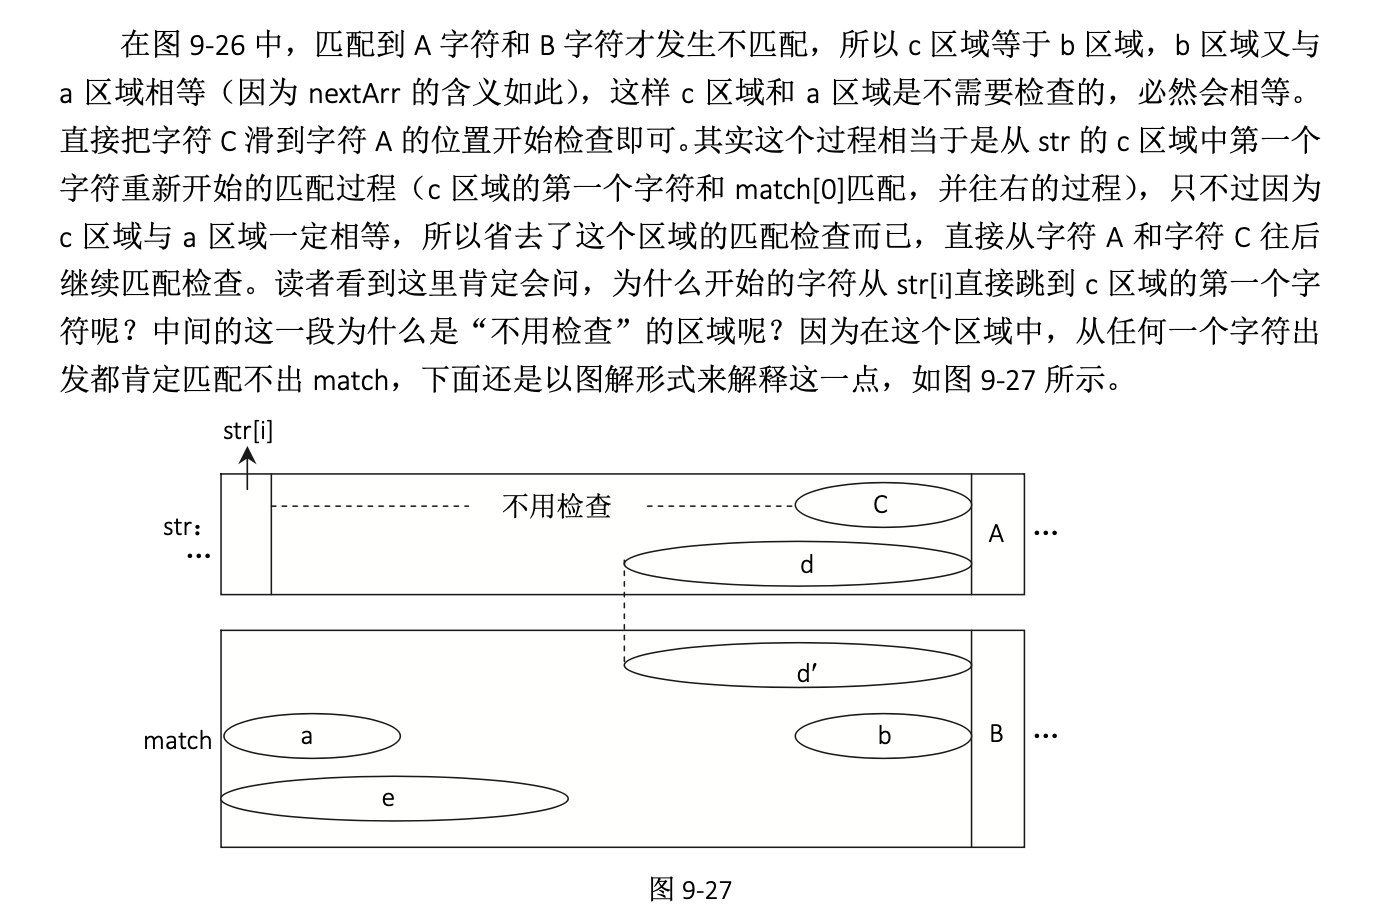 在图 9-26 中，匹配到 A 字符和 B 字符才发生不匹配，所以 c 区域等于 b 区域，b 区域又与
a 区域相等（因为 nextArr 的含义如此），这样 c 区域和 a 区域是不需要检查的，必然会相等。
直接把字符 C 滑到字符 A 的位置开始检查即可。其实这个过程相当于是从 str 的 c 区域中第一个
字符重新开始的匹配过程（c 区域的第一个字符和 match[0]匹配，并往右的过程），只不过因为
c 区域与 a 区域一定相等，所以省去了这个区域的匹配检查而已，直接从字符 A 和字符 C 往后
继续匹配检查。读者看到这里肯定会问，为什么开始的字符从 str[i]直接跳到 c 区域的第一个字
符呢？中间的这一段为什么是“不用检查”的区域呢？因为在这个区域中，从任何一个字符出
发都肯定匹配不出 match，下面还是以图解形式来解释这一点，如图 9-27 所示。
str[i]
不用检查
C
str：
...
A
...
d
d′
match
a
b
B
...
e
图 9-27